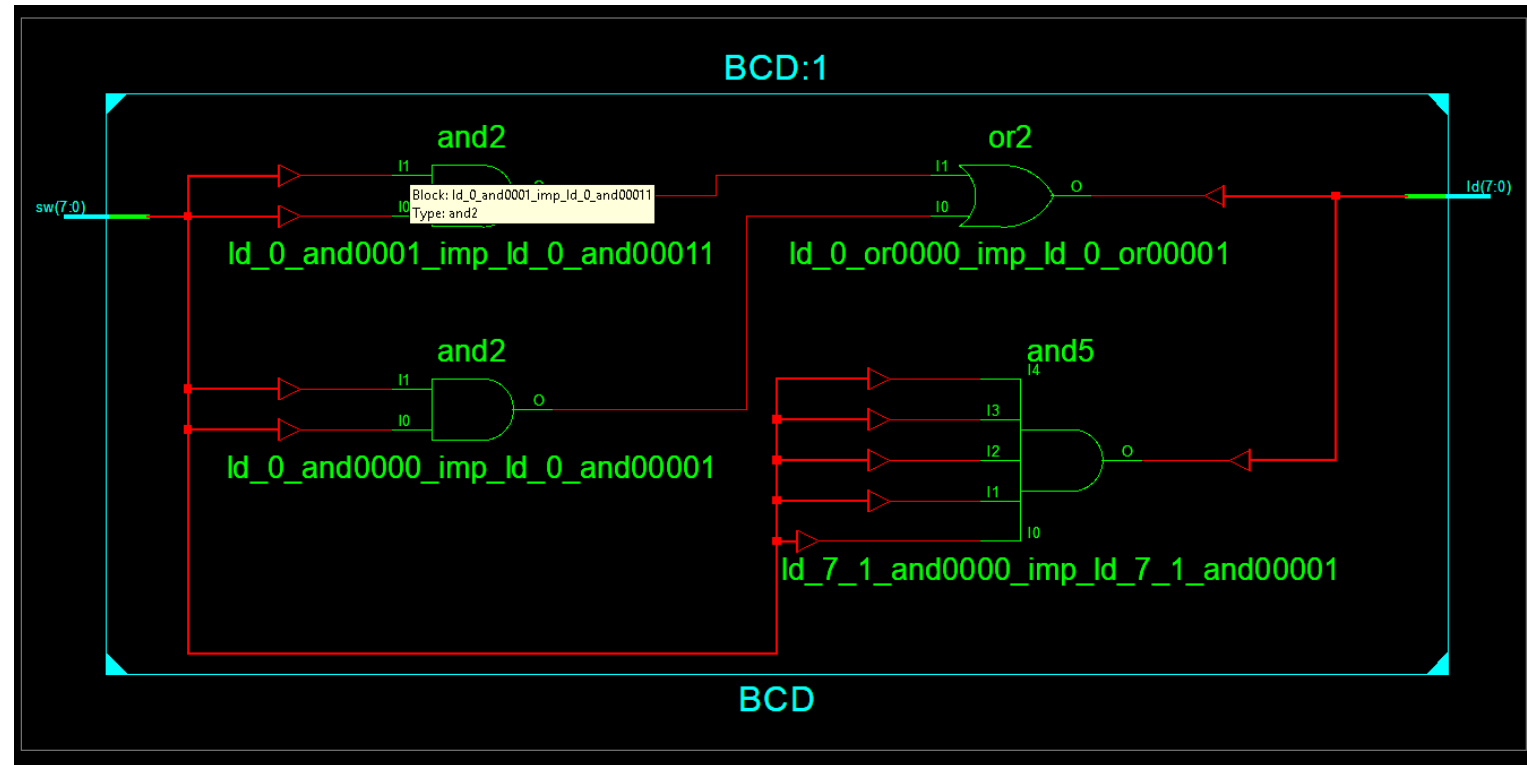 BCD:1
and2
or2
I1
O
I1
O
I0
I0
Block: ld_0_and0001_imp_ld_0_and00011
Type: and2
sw(7:0)
ld(7:0)
ld_0_and0001_imp_ld_0_and00011
ld_0_or0000_imp_ld_0_or00001
and2
and5
I1
O
I0
I4
I3
I2
O
I1
I0
ld_0_and0000_imp_ld_0_and00001
ld_7_1_and0000_imp_ld_7_1_and00001
BCD